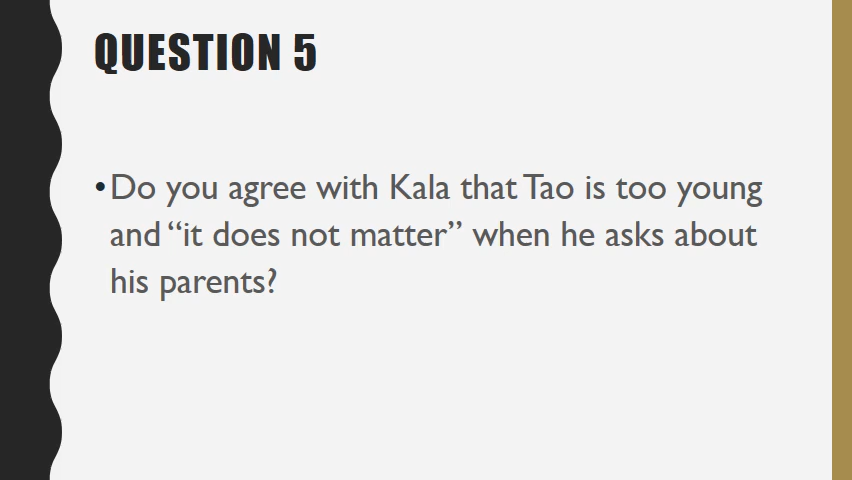 QUESTION 5
•Do you agree with Kala that Tao is too young
and “it does not matter” when he asks about
his parents?